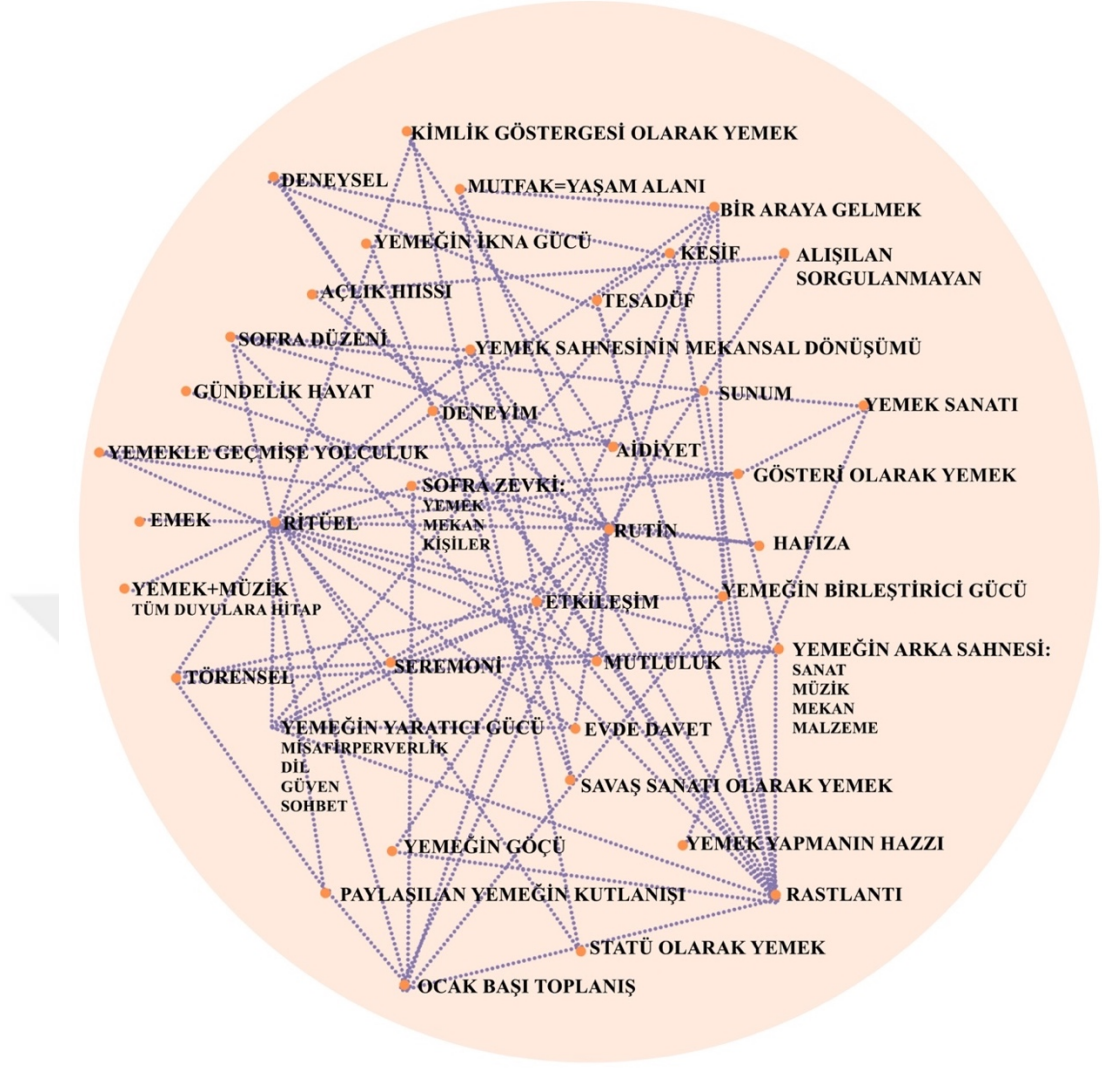 KİMLİK GÖSTERGESİ OLARAK YEMEK
DENEYSEL
MUTFAK=YAŞAM ALANI
BİR ARAYA GELMEK
YEMEĞİN İKNA GÜCÜ
KEŞİF
ALIŞILAN
SORGULANMAYAN
AÇLIK HIISSI
TESADÜF
SOFRA DÜZENİ
YEMEK SAHNESİNİN MEKANSAL DÖNÜŞÜMÜ
GÜNDELİK HAYAT
SUNUM
YEMEK SANATI
DENEYİM
YEMEKLE GEÇMİŞE YOLCULUK
AİDİYET
GÖSTERİ OLARAK YEMEK
SOFRA ZEVKİ:
YEMEK
MEKAN
KİŞİLER
EMEK
RİTÜEL
RUTİN
HAFIZA
YEMEK+MÜZİK
TÜM DUYULARA HİTAP
ETKİLEŞİM
YEMEĞİN BİRLEŞTİRİCİ GÜCÜ
YEMEĞİN ARKA SAHNESİ:
SANAT
MÜZİK
MEKAN
MALZEME
TÖRENSEL
SEREMONİ
MUTLULUK
YEMEĞİN YARATICI GÜCÜ
MİSAFİRPERVERLİK
DİL
GÜVEN
SOHBET
EVDE DAVET
SAVAŞ SANATI OLARAK YEMEK
YEMEĞİN GÖÇÜ
YEMEK YAPMANIN HAZZI
PAYLAŞILAN YEMEĞİN KUTLANIŞI
RASTLANTI
STATÜ OLARAK YEMEK
OCAK BAŞI TOPLANIŞ